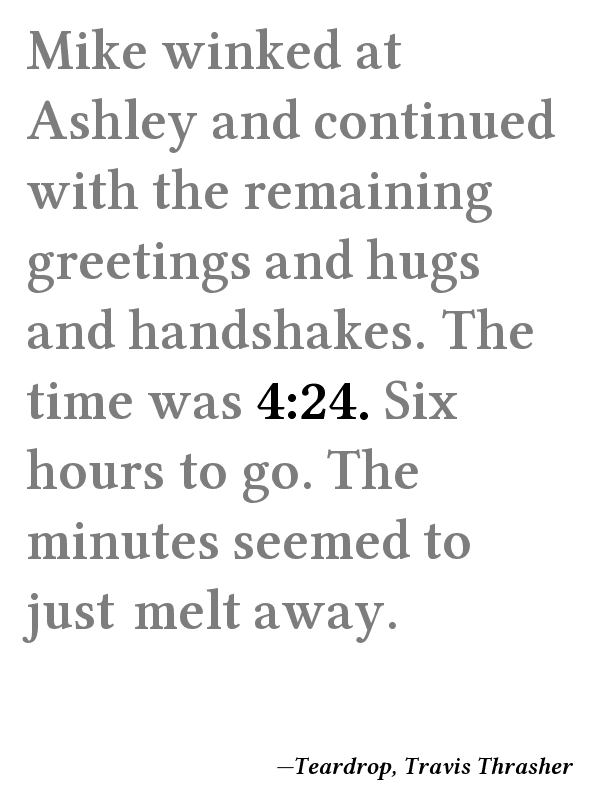 Mike winked at
Ashley and continued
with the remaining
greetings and hugs
and handshakes. The
time was 4:24. Six
hours to go. The
minutes seemed to
just melt away.
—Teardrop, Travis Thrasher